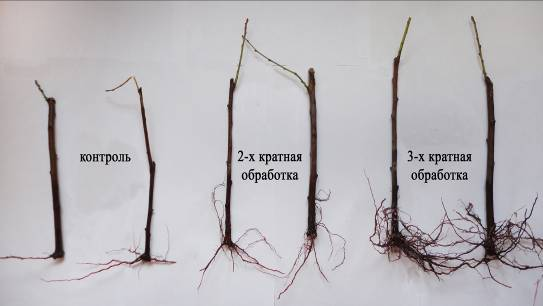 контроль
2-х кратная
обработка
3-х кратная
обработка